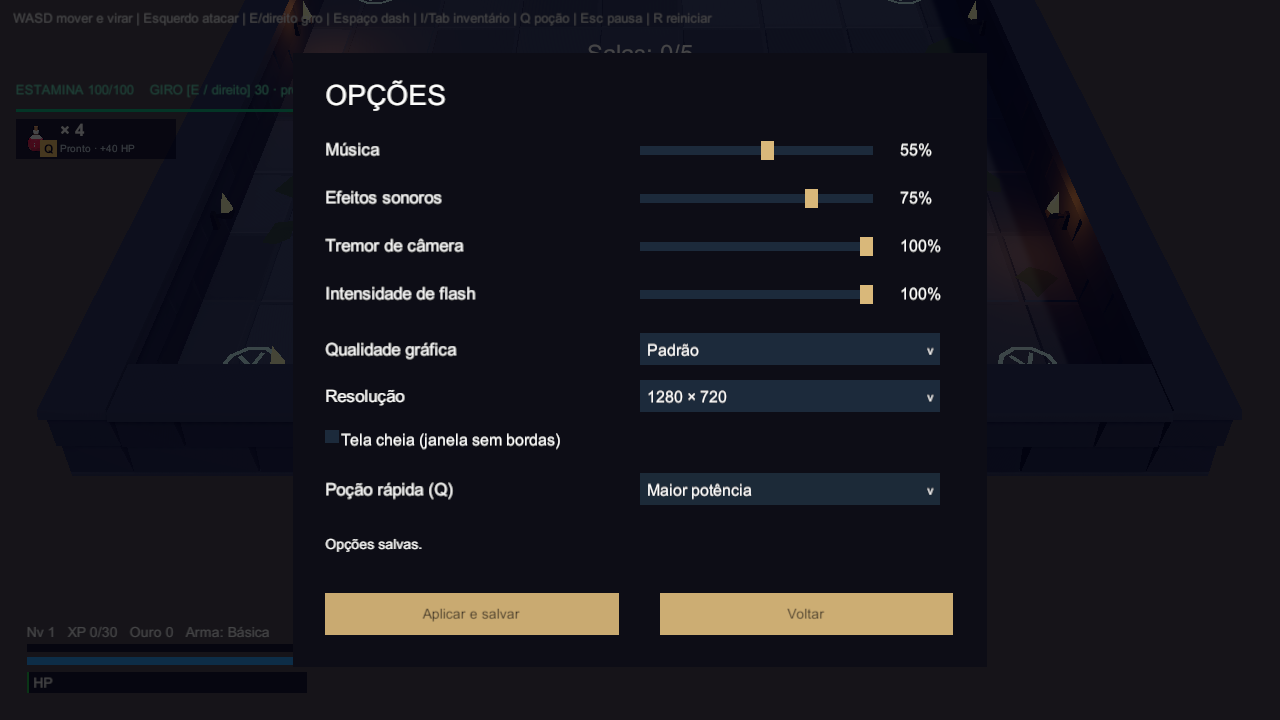 WASD mover e virar | Esquerdo atacar | E/direito giro | Espaço dash | I/Tab inventário | Q poção | Esc pausa | R reiniciar
Salas: 0/5
OPÇÕES
ESTAMINA 100/100 GIRO [E / direito] 30 ·
× 4
Q Pronto · +40 HP
Música 55%
Efeitos sonoros 75%
Tremor de câmera 100%
Intensidade de flash 100%
Qualidade gráfica Padrão v
Resolução 1280 × 720 v
Tela cheia (janela sem bordas)
Poção rápida (Q) Maior potência v
Opções salvas.
Aplicar e salvar Voltar
Nv 1 XP 0/30 Ouro 0 Arma: Básica
HP